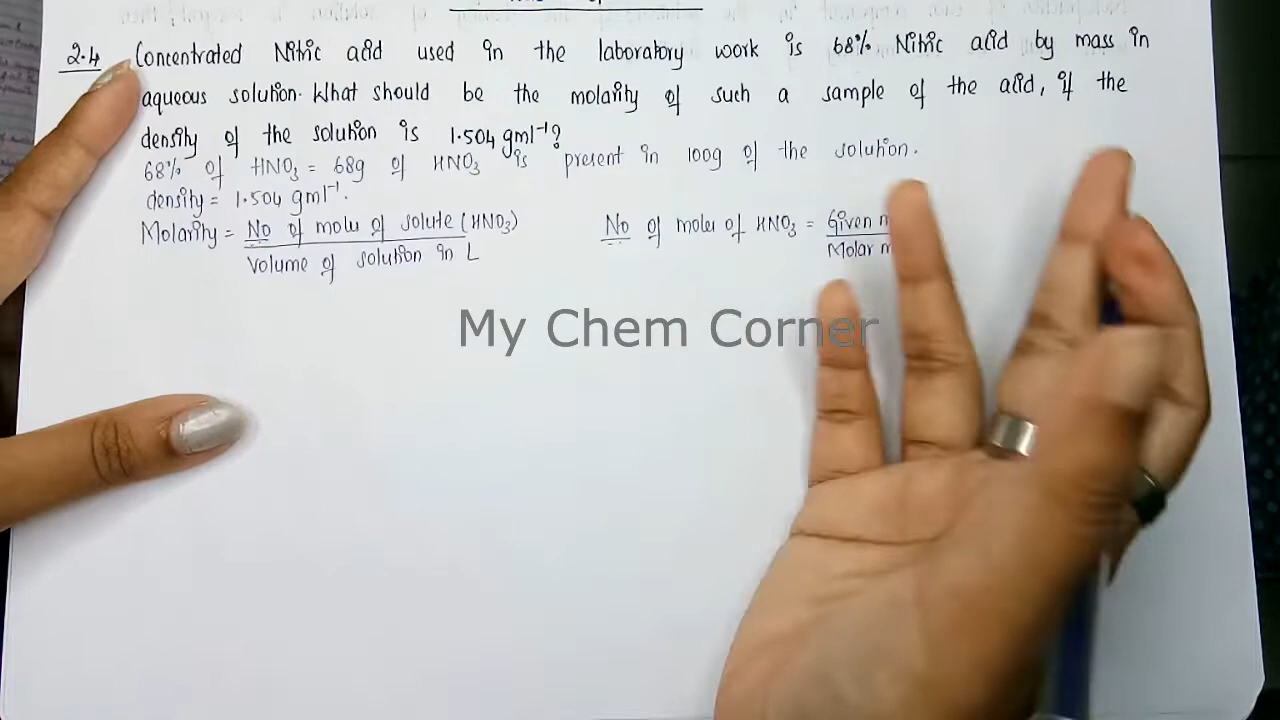 2.4 Concentrated Nitric acid used in the laboratory work is 68% Nitric acid by mass in
aqueous solution. What should be the molarity of such a sample of the acid, if the
density of the solution is 1.504 gml⁻¹?
68% of HNO₃ = 68g of HNO₃ is present in 100g of the solution.
density = 1.504 gml⁻¹.
Molarity = No of moles of solute (HNO₃)
Volume of solution in L
No of moles of HNO₃ = Given
Molar
My Chem Corner